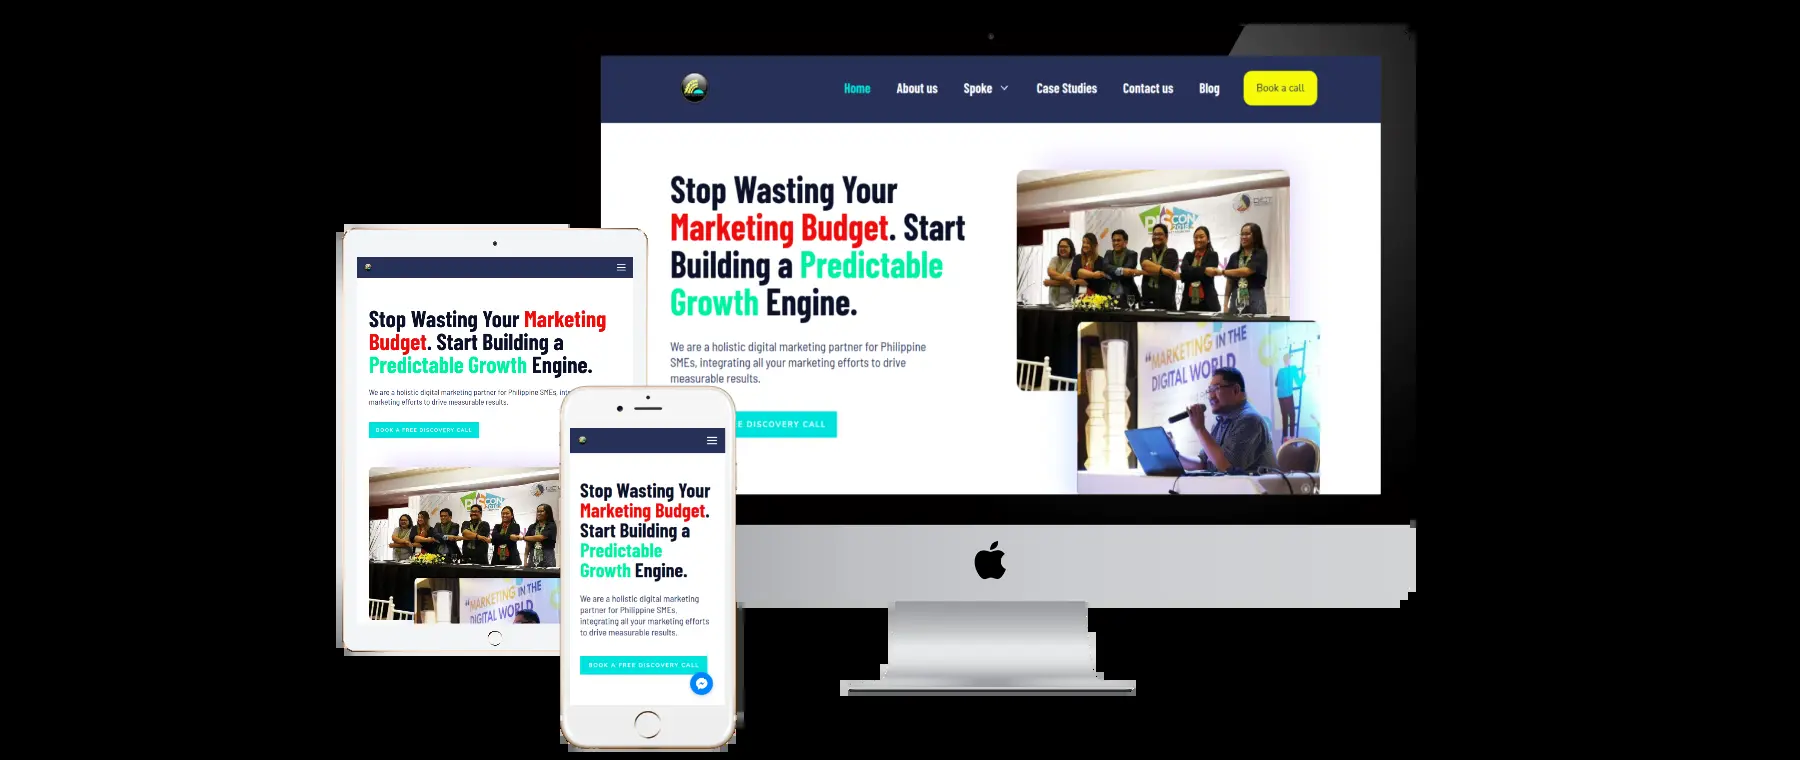 Home About us Spoke Case Studies Contact us Blog Book a call
Stop Wasting Your
Marketing Budget. Start
Building a Predictable
Growth Engine.
We are a holistic digital marketing partner for Philippine
SMEs, integrating all your marketing efforts to drive
measurable results.
DISCOVERY CALL
"MARKETING IN THE
DIGITAL WORLD
Stop Wasting Your Marketing
Budget. Start Building a
Predictable Growth Engine.
We are a holistic digital marketing partner for Philippine SMEs,
marketing efforts to drive measurable results.
BOOK A FREE DISCOVERY CALL
"MARKETING IN THE
DIGITAL WORLD
Stop Wasting Your
Marketing Budget.
Start Building a
Predictable
Growth Engine.
We are a holistic digital marketing
partner for Philippine SMEs,
integrating all your marketing efforts
to drive measurable results.
BOOK A FREE DISCOVERY CALL